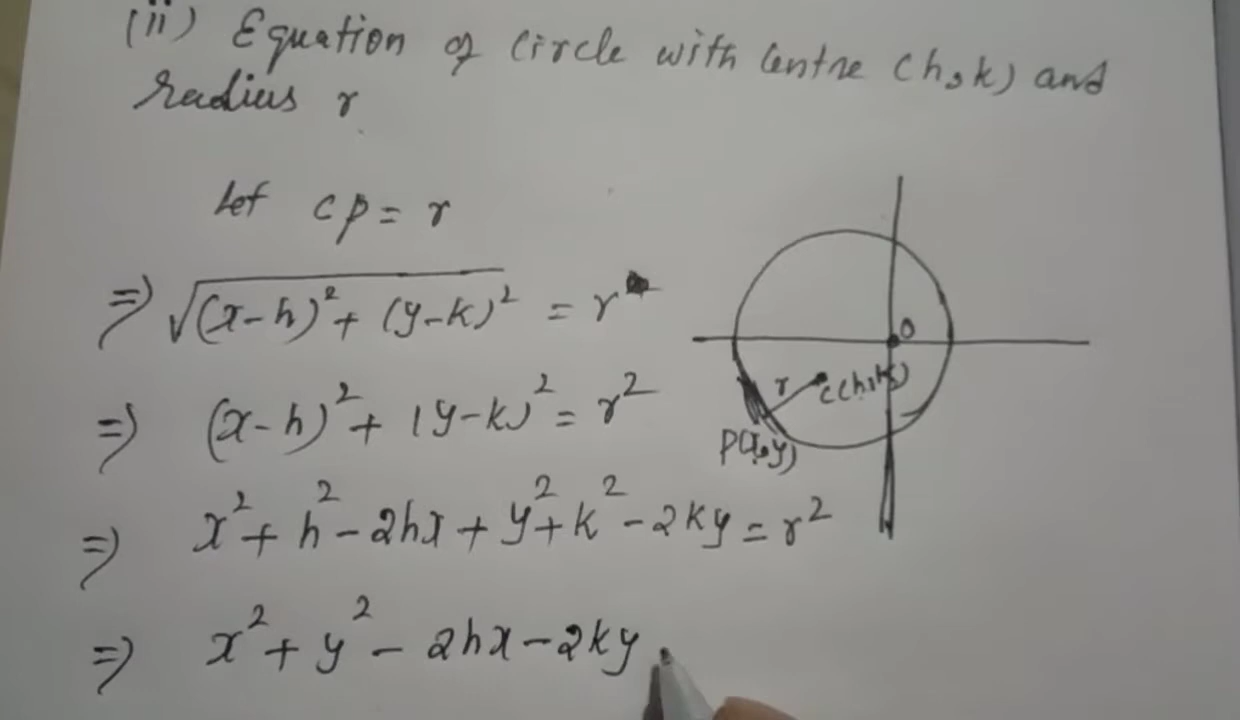 (ii) Equation of circle with centre C(h,k) and
radius r
Let cp = r
⇒ √(x-h)²+(y-k)² = r
⇒ (x-h)²+(y-k)² = r²
⇒ x²+h²-2hx+y²+k²-2ky=r²
⇒ x²+y²-2hx-2ky
O
r
c(h,k)
P(x,y)